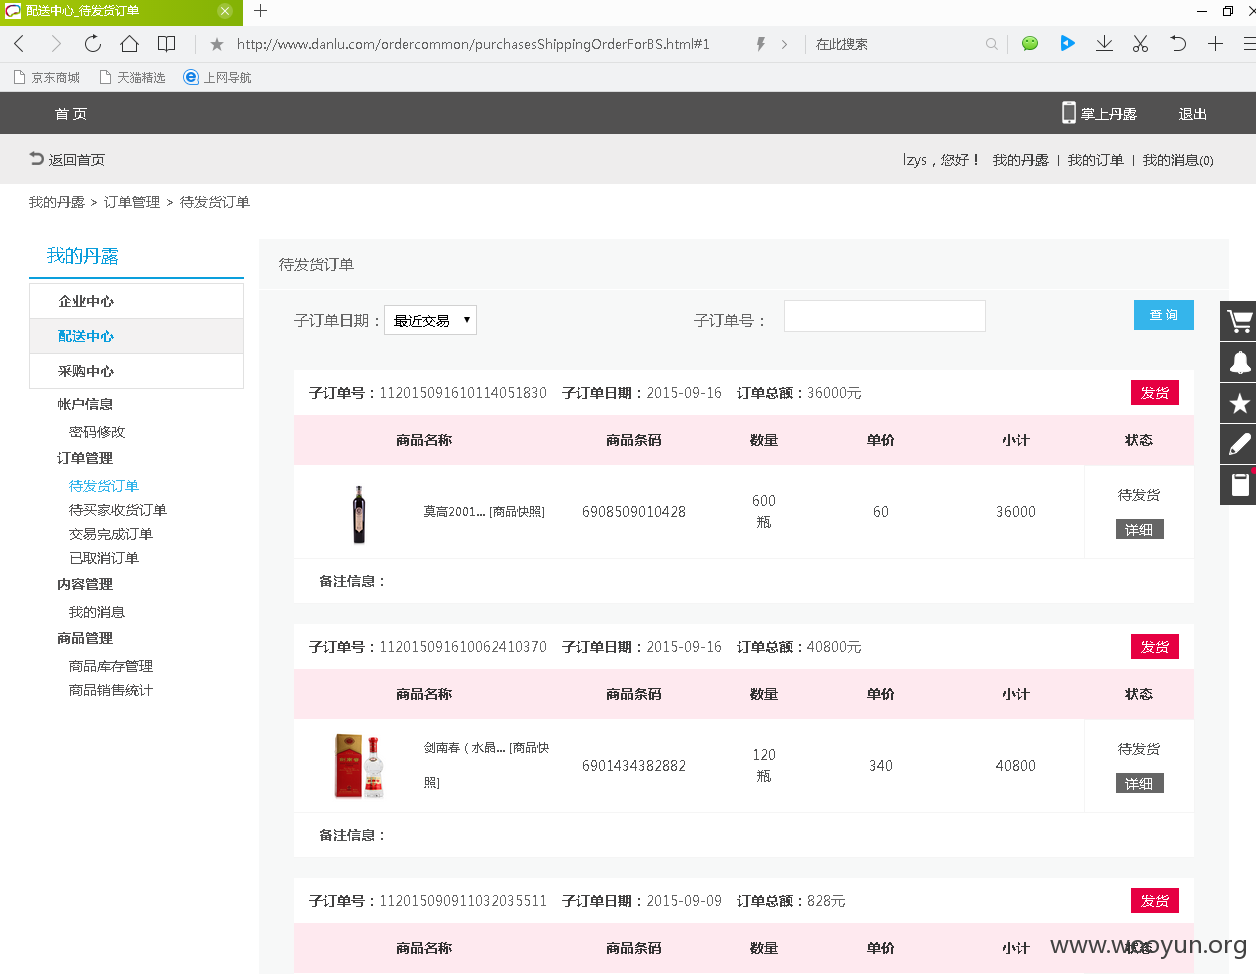 配送中心_待发货订单
http://www.danlu.com/ordercommon/purchasesShippingOrderForBS.html#1
在此搜索
京东商城 天猫精选 上网导航
首页 掌上丹露 退出
返回首页 lzys，您好！ 我的丹露 | 我的订单 | 我的消息(0)
我的丹露 > 订单管理 > 待发货订单
我的丹露
企业中心
配送中心
采购中心
帐户信息
密码修改
订单管理
待发货订单
待买家收货订单
交易完成订单
已取消订单
内容管理
我的消息
商品管理
商品库存管理
商品销售统计
待发货订单
子订单日期： 最近交易 子订单号： 查询
子订单号：112015091610114051830 子订单日期：2015-09-16 订单总额：36000元 发货
商品名称 商品条码 数量 单价 小计 状态
莫高2001... [商品快照] 6908509010428 600 瓶 60 36000 待发货
详细
备注信息：
子订单号：112015091610062410370 子订单日期：2015-09-16 订单总额：40800元 发货
商品名称 商品条码 数量 单价 小计 状态
剑南春（水晶... [商品快
照] 6901434382882 120 瓶 340 40800 待发货
详细
备注信息：
子订单号：112015090911032035511 子订单日期：2015-09-09 订单总额：828元 发货
商品名称 商品条码 数量 单价 小计 状态
www.wooyun.org